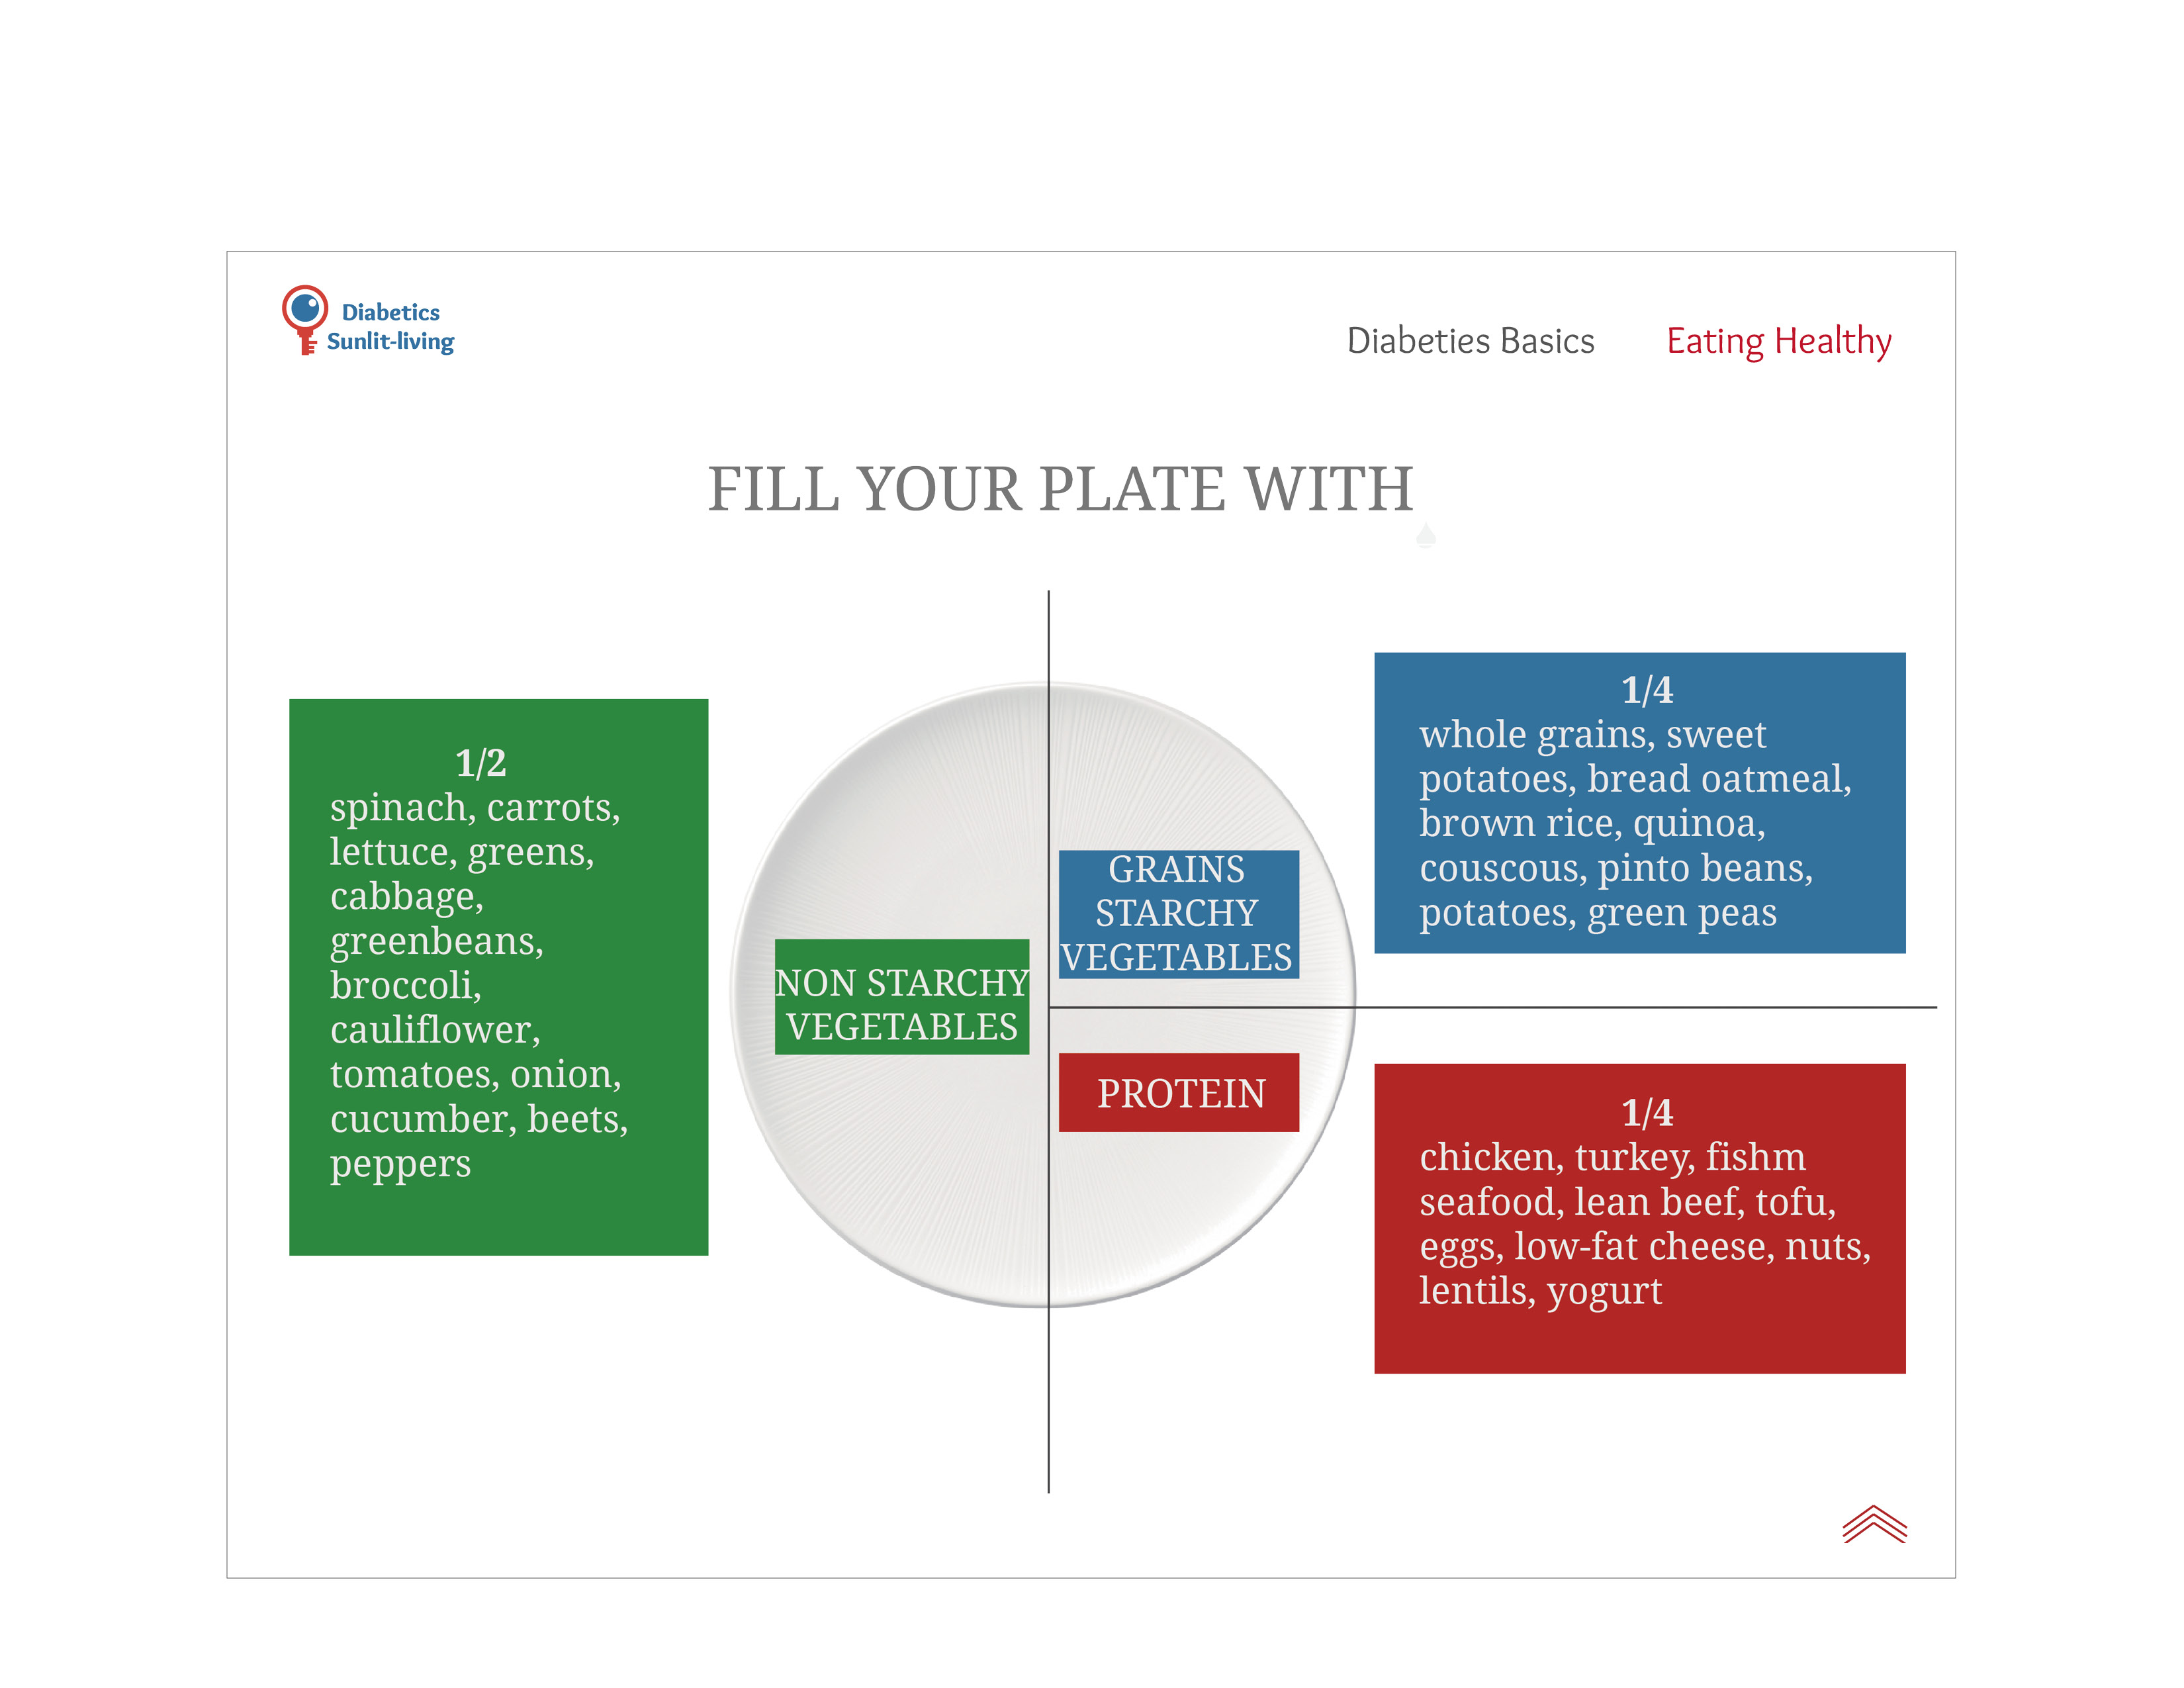 Diabetics
Sunlit-living
Diabeties Basics
Eating Healthy
FILL YOUR PLATE WITH
1/2
spinach, carrots,
lettuce, greens,
cabbage,
greenbeans,
broccoli,
cauliflower,
tomatoes, onion,
cucumber, beets,
peppers
NON STARCHY
VEGETABLES
GRAINS
STARCHY
VEGETABLES
PROTEIN
1/4
whole grains, sweet
potatoes, bread oatmeal,
brown rice, quinoa,
couscous, pinto beans,
potatoes, green peas
1/4
chicken, turkey, fishm
seafood, lean beef, tofu,
eggs, low-fat cheese, nuts,
lentils, yogurt